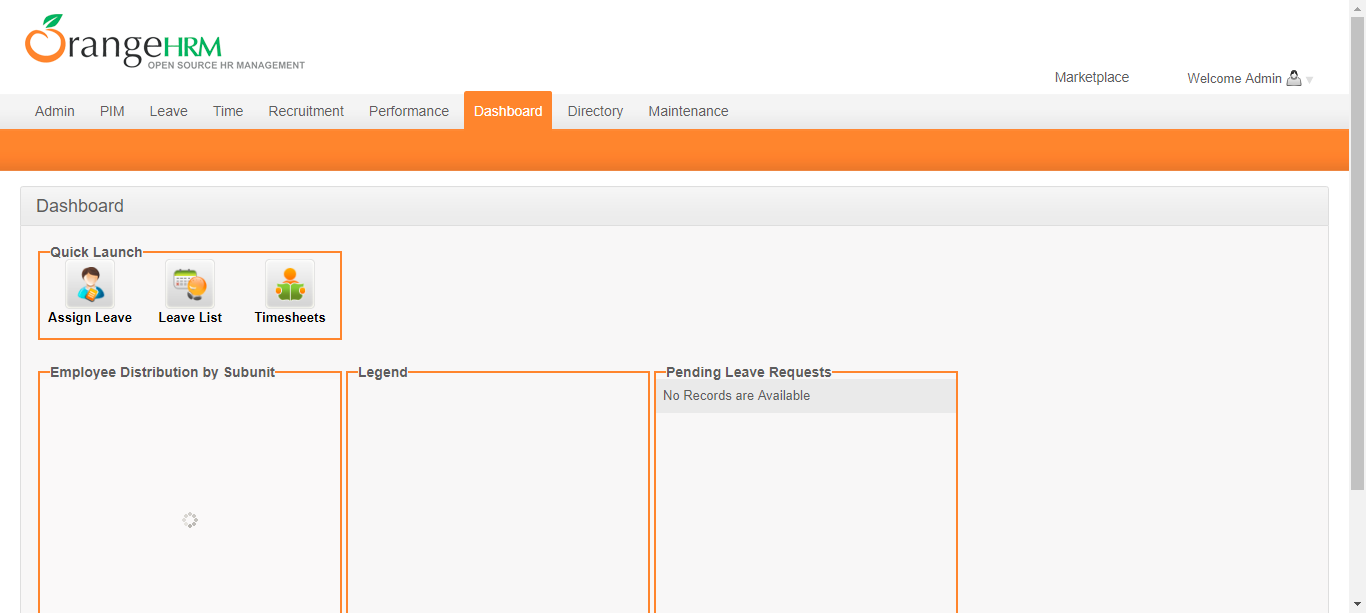 OrangeHRM
OPEN SOURCE HR MANAGEMENT
Marketplace Welcome Admin
Admin PIM Leave Time Recruitment Performance Dashboard Directory Maintenance
Dashboard
Quick Launch
Assign Leave Leave List Timesheets
Employee Distribution by Subunit Legend Pending Leave Requests
No Records are Available